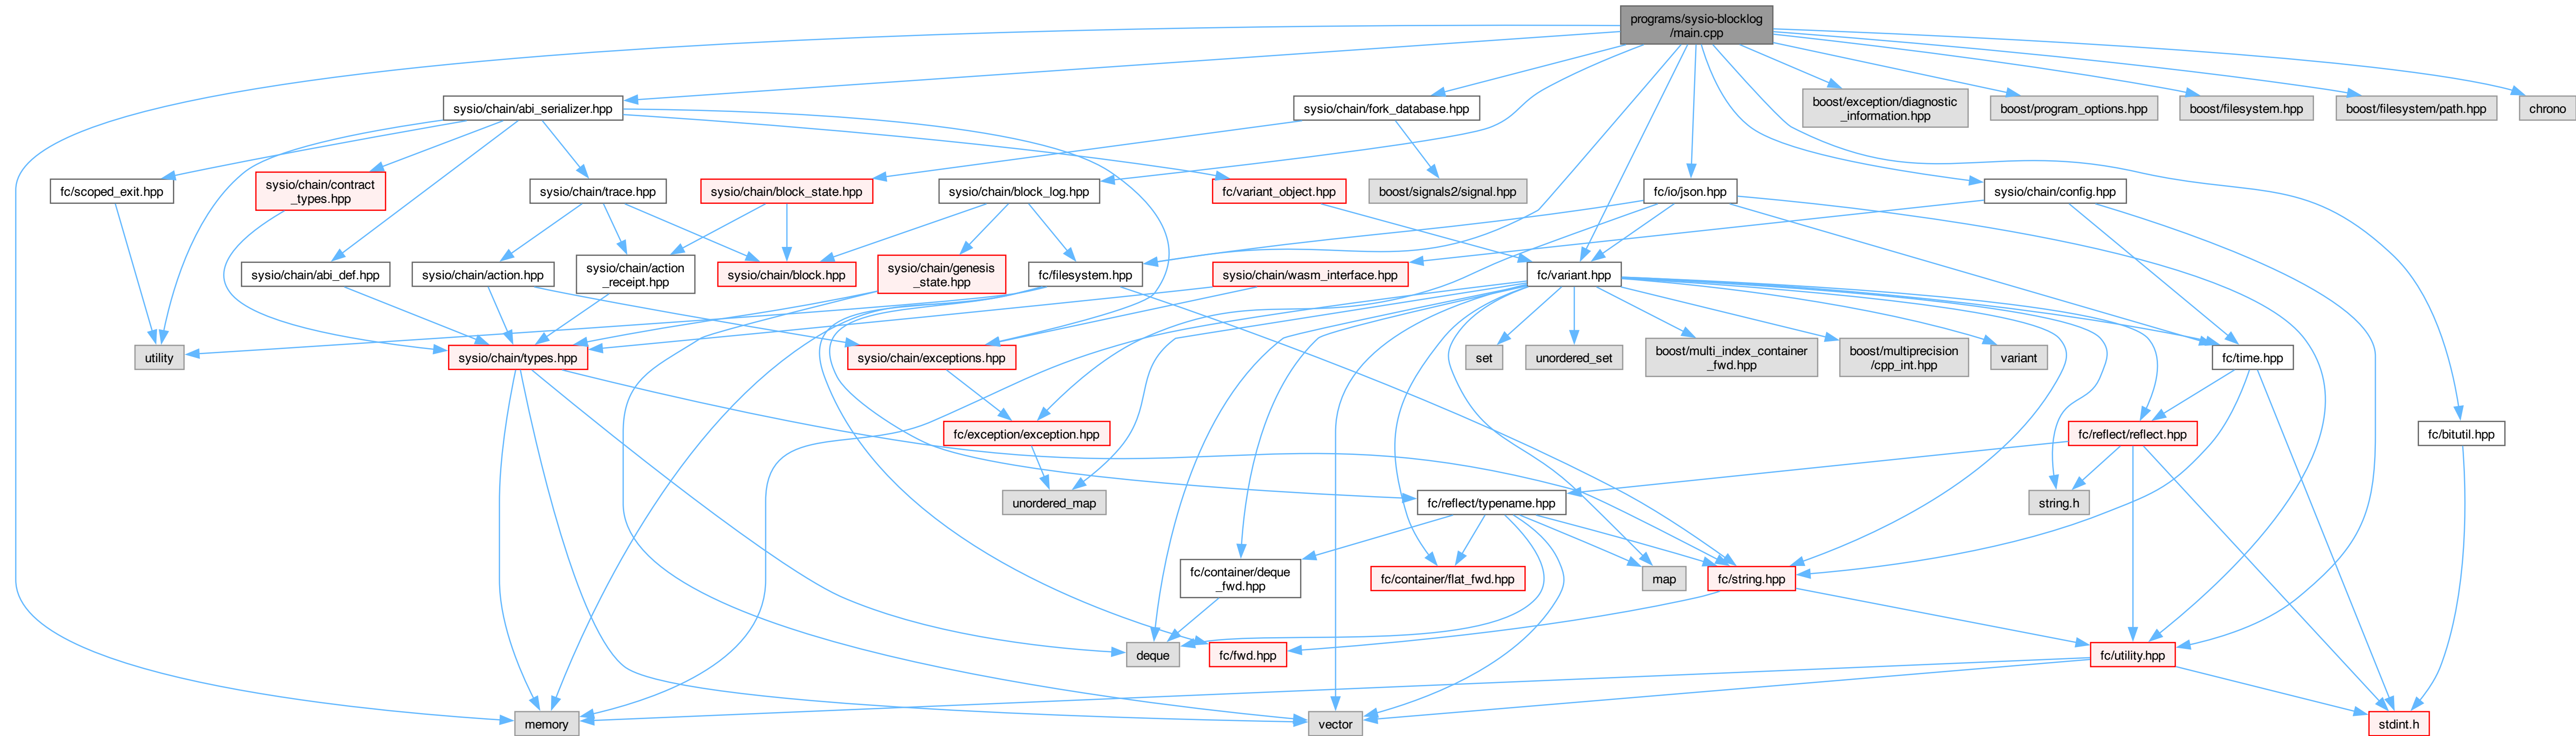 programs/sysio-blocklog
/main.cpp
sysio/chain/abi_serializer.hpp
sysio/chain/fork_database.hpp
boost/exception/diagnostic
_information.hpp
boost/program_options.hpp
boost/filesystem.hpp
boost/filesystem/path.hpp
chrono
fc/scoped_exit.hpp
sysio/chain/contract
_types.hpp
sysio/chain/trace.hpp
sysio/chain/block_state.hpp
sysio/chain/block_log.hpp
fc/variant_object.hpp
boost/signals2/signal.hpp
fc/io/json.hpp
sysio/chain/config.hpp
sysio/chain/abi_def.hpp
sysio/chain/action.hpp
sysio/chain/action
_receipt.hpp
sysio/chain/block.hpp
sysio/chain/genesis
_state.hpp
fc/filesystem.hpp
sysio/chain/wasm_interface.hpp
fc/variant.hpp
utility
sysio/chain/types.hpp
sysio/chain/exceptions.hpp
set
unordered_set
boost/multi_index_container
_fwd.hpp
boost/multiprecision
/cpp_int.hpp
variant
fc/time.hpp
fc/exception/exception.hpp
fc/reflect/reflect.hpp
fc/bitutil.hpp
unordered_map
fc/reflect/typename.hpp
string.h
fc/container/deque
_fwd.hpp
fc/container/flat_fwd.hpp
map
fc/string.hpp
deque
fc/fwd.hpp
fc/utility.hpp
memory
vector
stdint.h